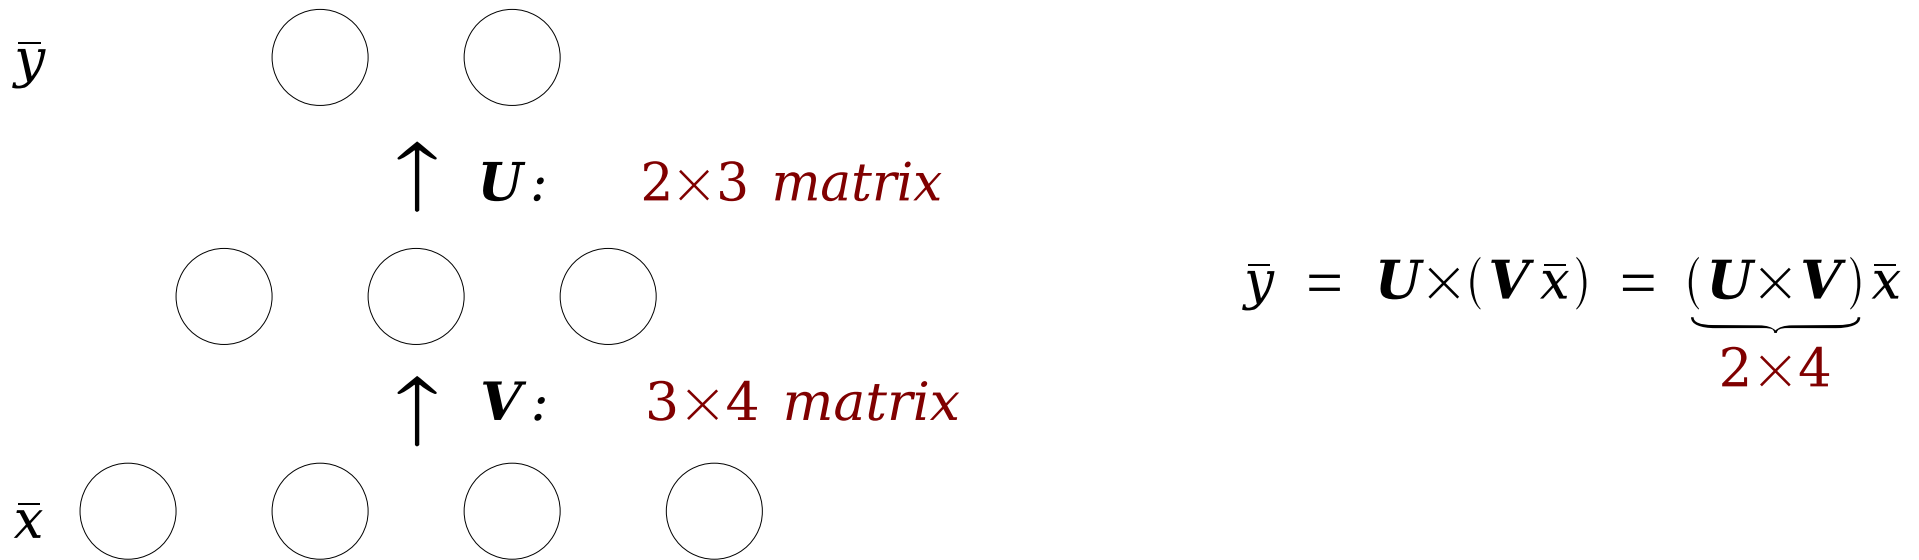 y̅
↑ U: 2×3 matrix
y̅ = U×(V x̅) = (U×V) x̅
2×4
↑ V: 3×4 matrix
x̅